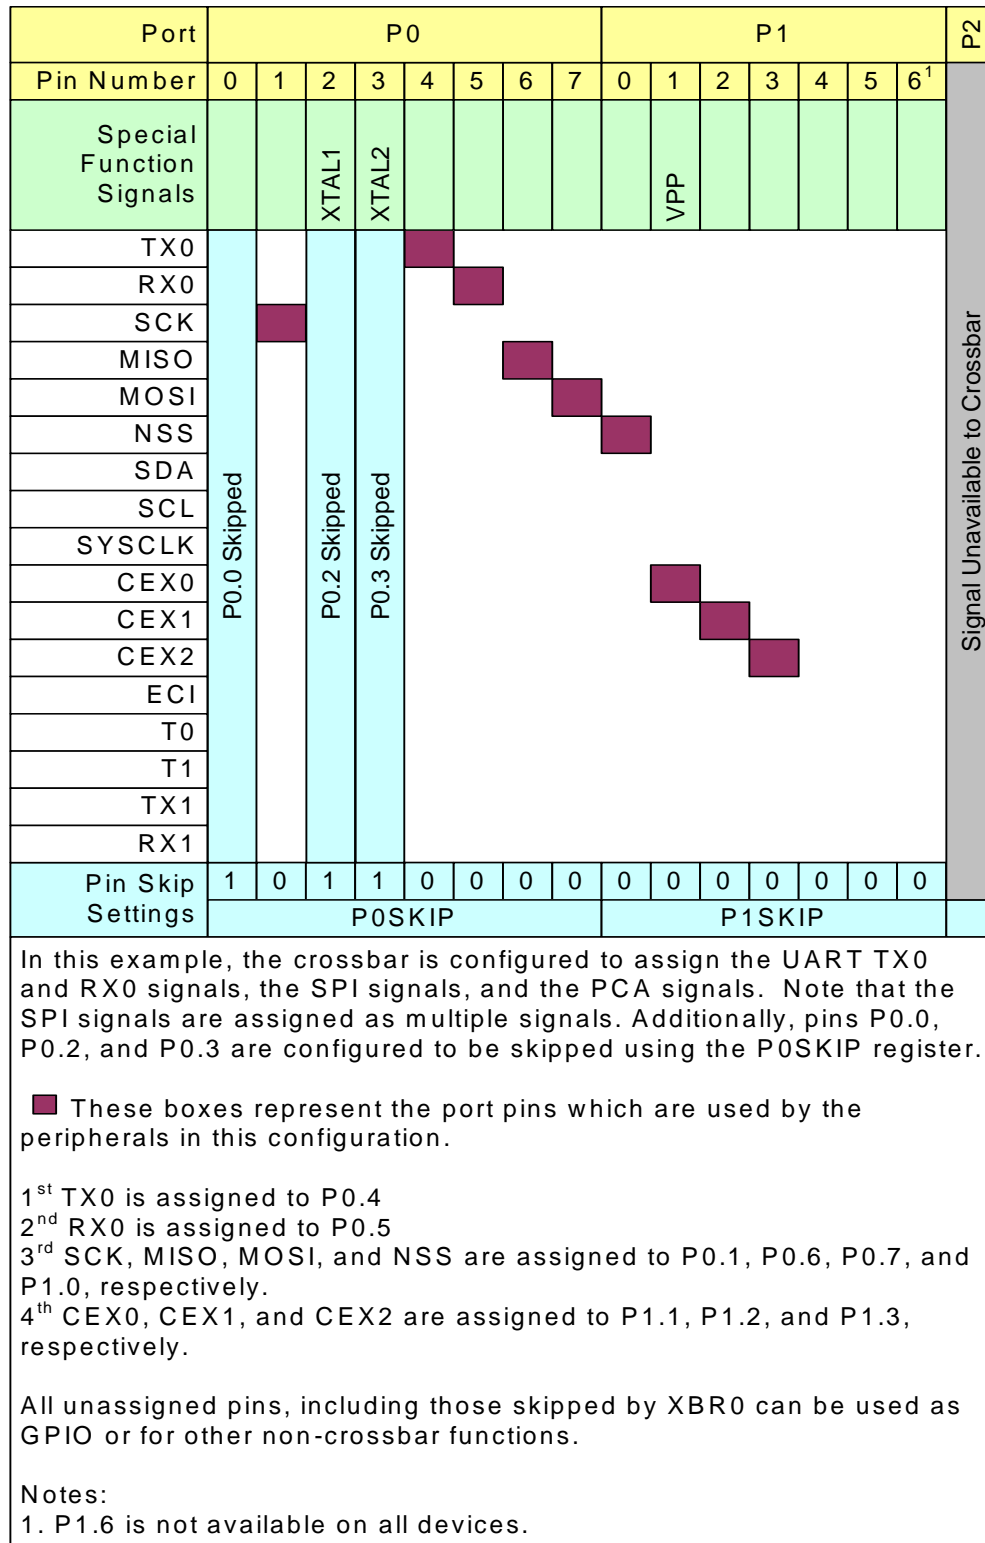 Port P0 P1 P2
Pin Number 0 1 2 3 4 5 6 7 0 1 2 3 4 5 6¹
Special
Function
Signals
XTAL1
XTAL2
VPP
TX0
RX0
SCK
MISO
MOSI
NSS
SDA
SCL
SYSCLK
CEX0
CEX1
CEX2
ECI
T0
T1
TX1
RX1
P0.0 Skipped
P0.2 Skipped
P0.3 Skipped
Signal Unavailable to Crossbar
Pin Skip
Settings
1 0 1 1 0 0 0 0 0 0 0 0 0 0 0
P0SKIP P1SKIP
In this example, the crossbar is configured to assign the UART TX0
and RX0 signals, the SPI signals, and the PCA signals. Note that the
SPI signals are assigned as multiple signals. Additionally, pins P0.0,
P0.2, and P0.3 are configured to be skipped using the P0SKIP register.
These boxes represent the port pins which are used by the
peripherals in this configuration.
1st TX0 is assigned to P0.4
2nd RX0 is assigned to P0.5
3rd SCK, MISO, MOSI, and NSS are assigned to P0.1, P0.6, P0.7, and
P1.0, respectively.
4th CEX0, CEX1, and CEX2 are assigned to P1.1, P1.2, and P1.3,
respectively.
All unassigned pins, including those skipped by XBR0 can be used as
GPIO or for other non-crossbar functions.
Notes:
1. P1.6 is not available on all devices.